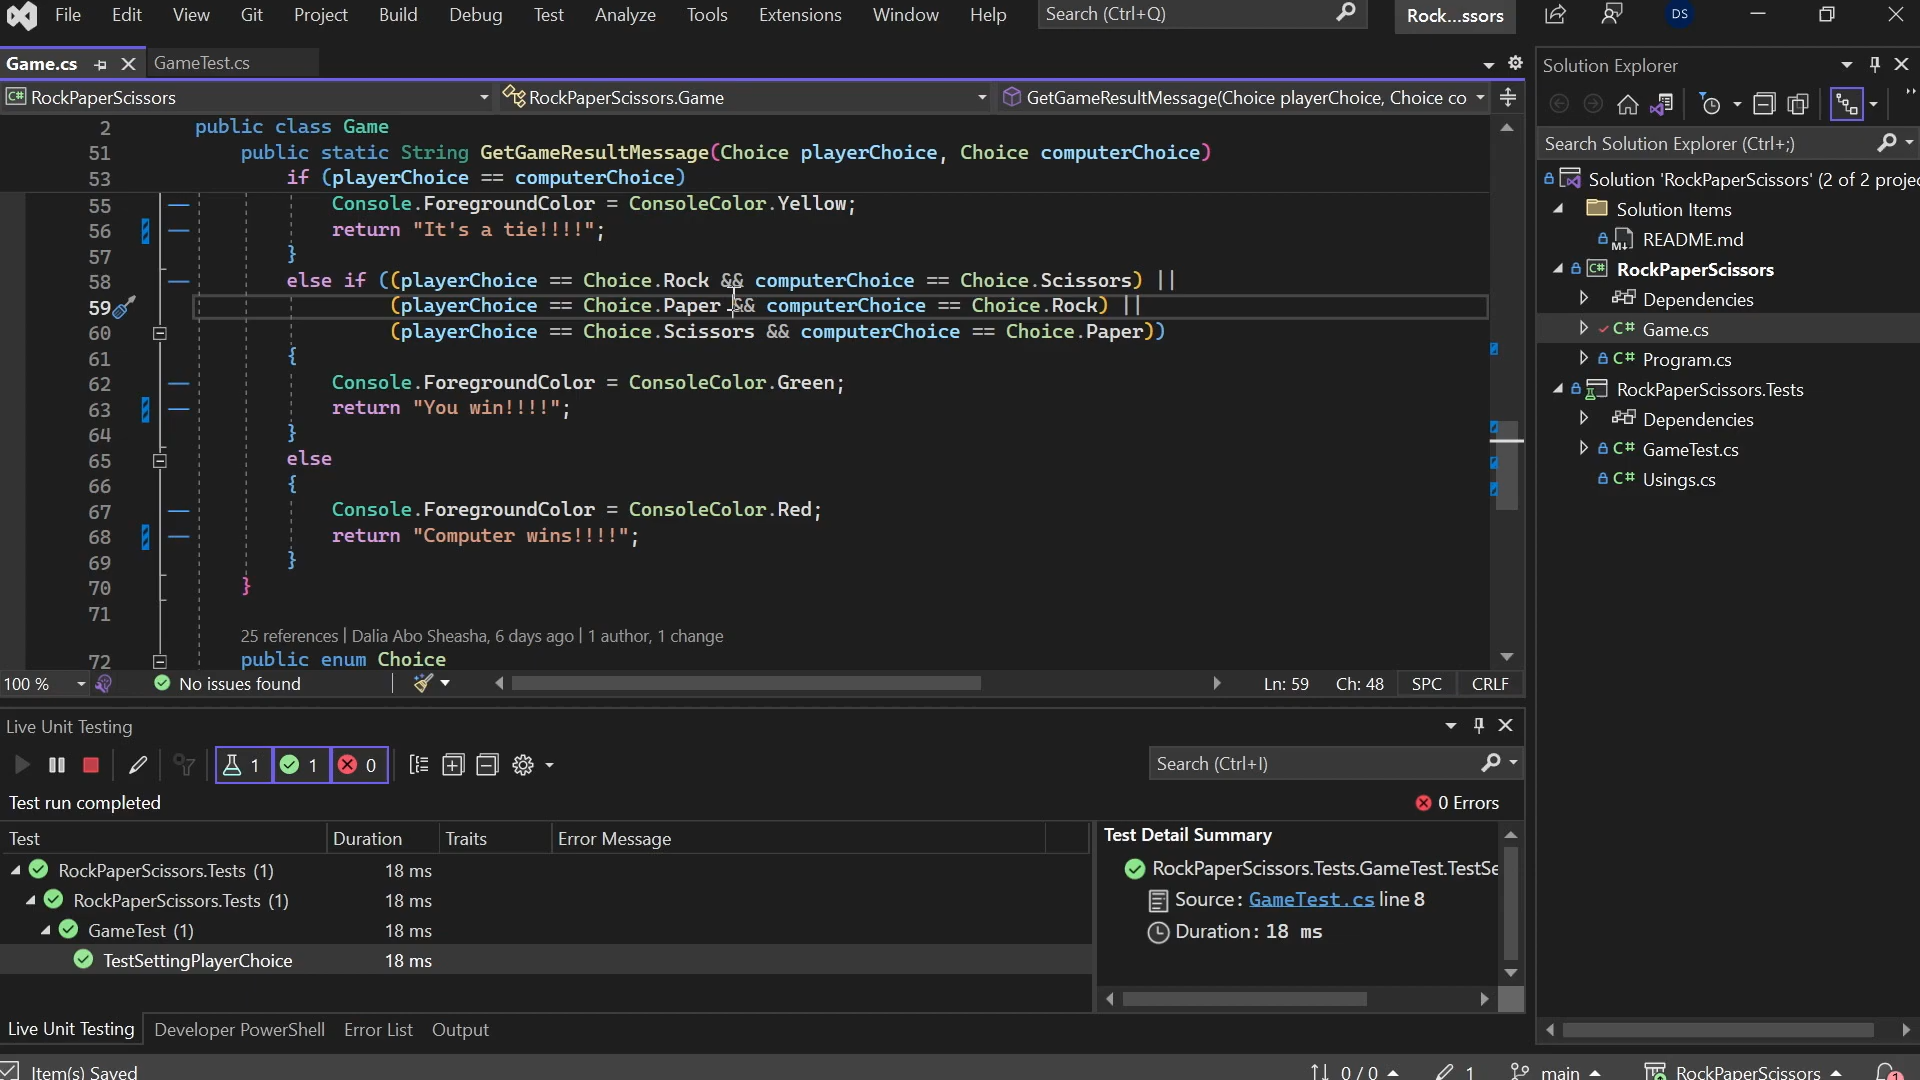 File Edit View Git Project Build Debug Test Analyze Tools Extensions Window Help Search (Ctrl+Q) Rock...ssors DS
Game.cs GameTest.cs
C# RockPaperScissors RockPaperScissors.Game GetGameResultMessage(Choice playerChoice, Choice co
2 public class Game
51 public static String GetGameResultMessage(Choice playerChoice, Choice computerChoice)
53 if (playerChoice == computerChoice)
55 Console.ForegroundColor = ConsoleColor.Yellow;
56 return "It's a tie!!!!";
57 }
58 else if ((playerChoice == Choice.Rock && computerChoice == Choice.Scissors) ||
59 (playerChoice == Choice.Paper && computerChoice == Choice.Rock) ||
60 (playerChoice == Choice.Scissors && computerChoice == Choice.Paper))
61 {
62 Console.ForegroundColor = ConsoleColor.Green;
63 return "You win!!!!";
64 }
65 else
66 {
67 Console.ForegroundColor = ConsoleColor.Red;
68 return "Computer wins!!!!";
69 }
70 }
71
25 references | Dalia Abo Sheasha, 6 days ago | 1 author, 1 change
72 public enum Choice
100 % No issues found Ln: 59 Ch: 48 SPC CRLF
Live Unit Testing
1 1 0 Search (Ctrl+I)
Test run completed 0 Errors
Test Duration Traits Error Message
RockPaperScissors.Tests (1) 18 ms
RockPaperScissors.Tests (1) 18 ms
GameTest (1) 18 ms
TestSettingPlayerChoice 18 ms
Test Detail Summary
RockPaperScissors.Tests.GameTest.TestSe
Source: GameTest.cs line 8
Duration: 18 ms
Live Unit Testing Developer PowerShell Error List Output
Solution Explorer
Search Solution Explorer (Ctrl+;)
Solution 'RockPaperScissors' (2 of 2 projec
Solution Items
M↓ README.md
C# RockPaperScissors
Dependencies
C# Game.cs
C# Program.cs
RockPaperScissors.Tests
Dependencies
C# GameTest.cs
C# Usings.cs
Item(s) Saved 0 / 0 1 main RockPaperScissors 1